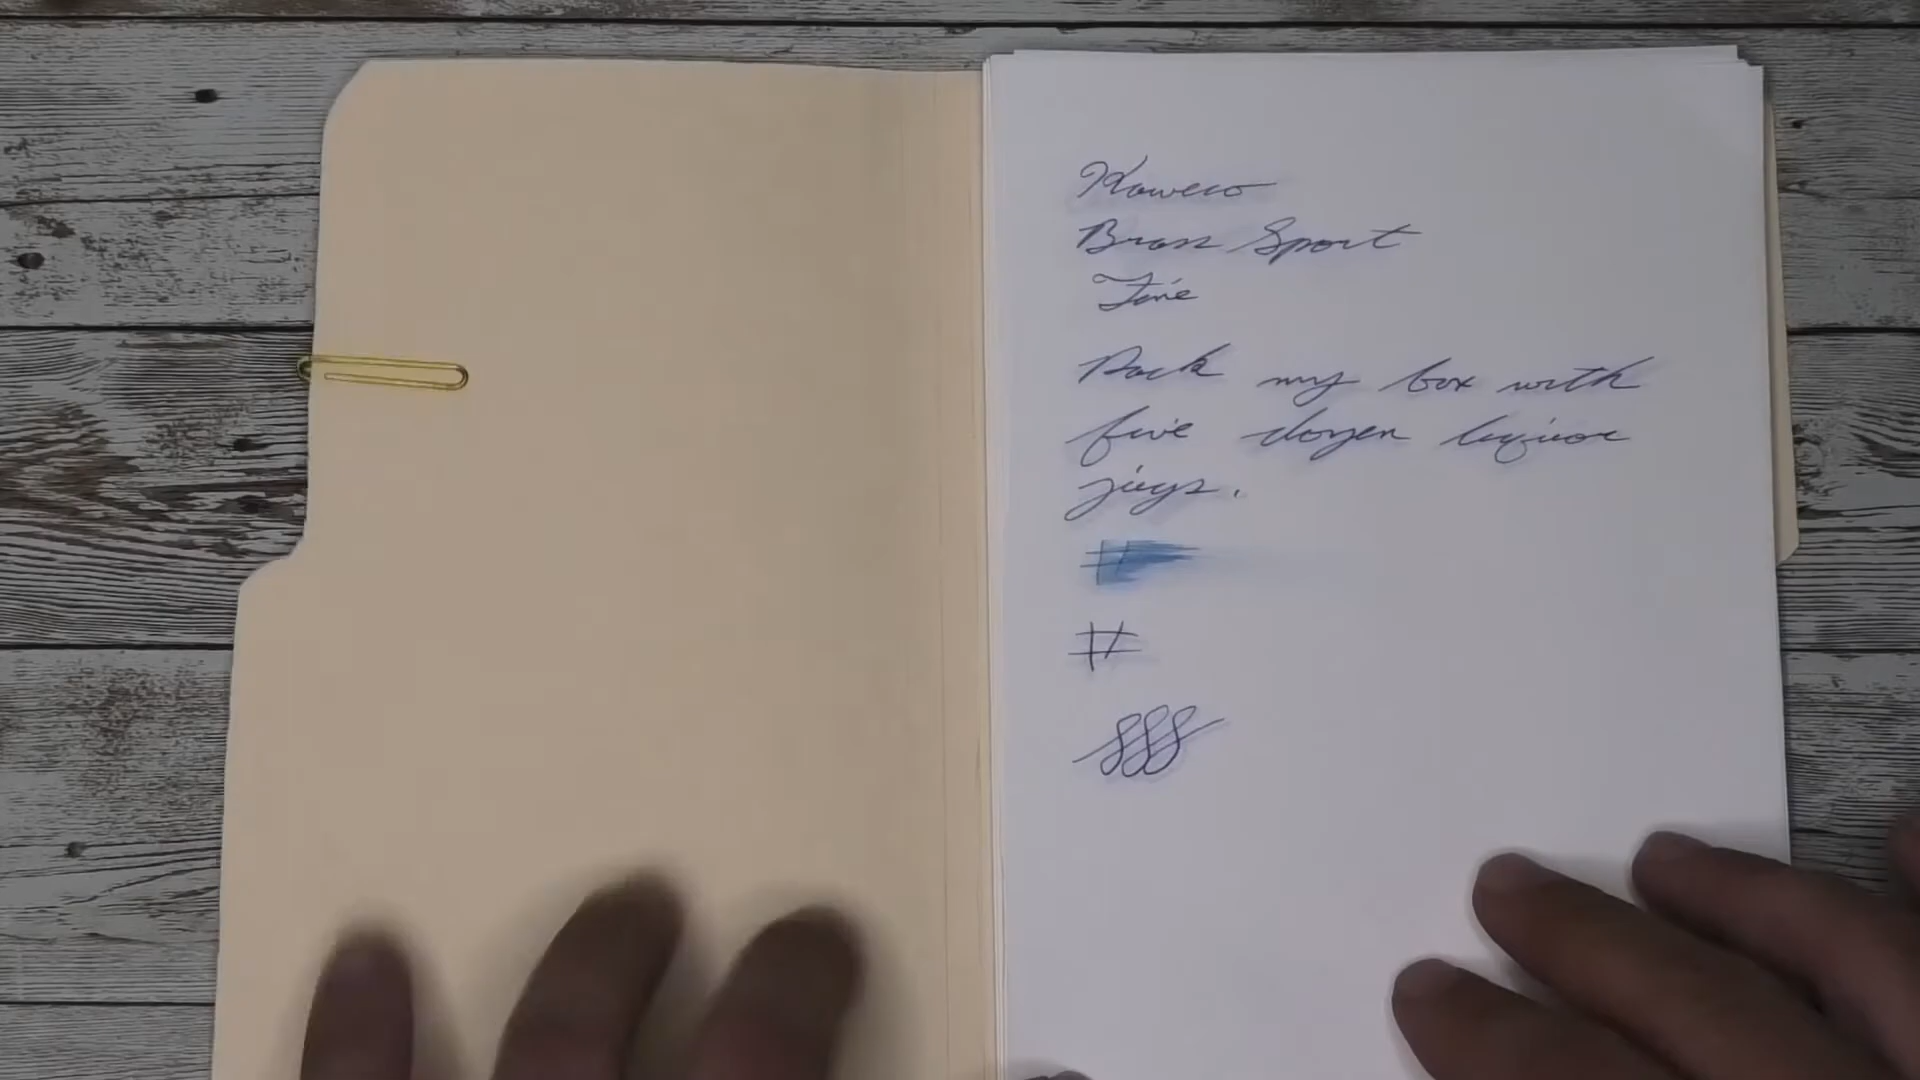 Kaweco
Brass Sport
Fine
Pack my box with
five dozen liquor
jugs.
#
#